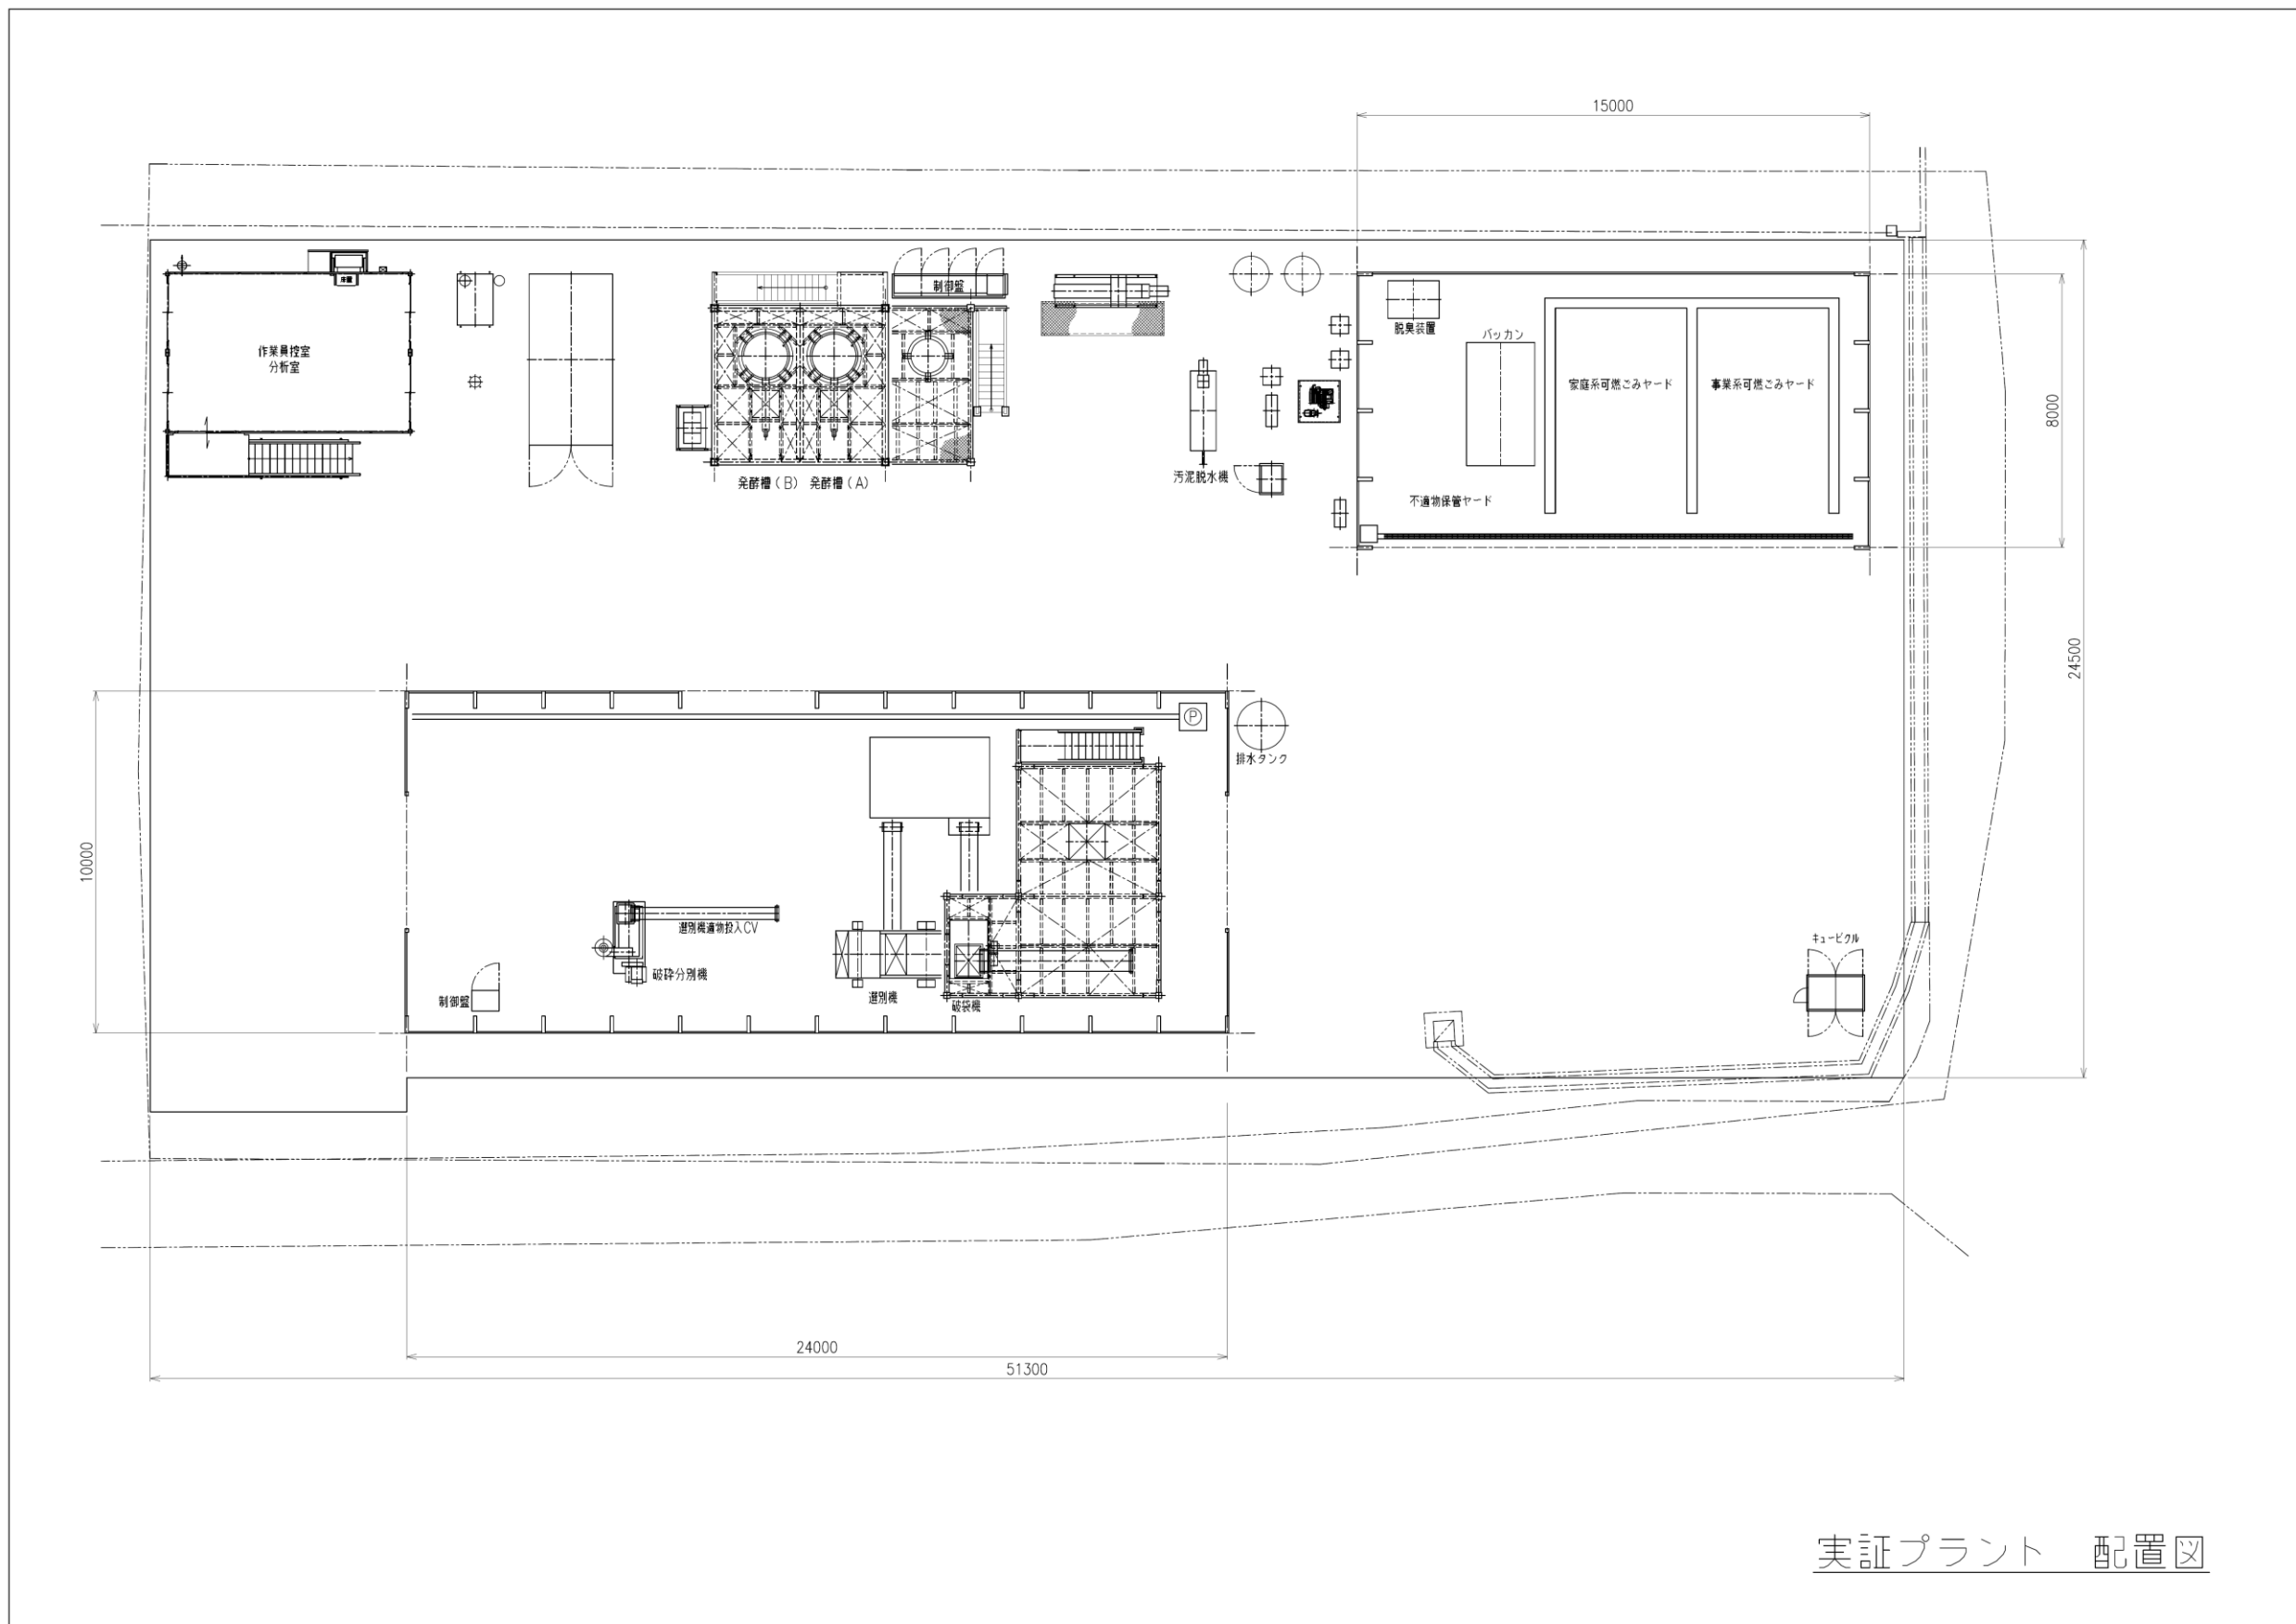 15000
制御盤
脱臭装置
バッカン
作業員控室
分析室
家庭系可燃ごみヤード
事業系可燃ごみヤード
8000
汚泥脱水機
発酵槽(B) 発酵槽(A)
不適物保管ヤード
24500
P
排水タンク
10000
選別機適物投入CV
キュービクル
破砕分別機
選別機
制御盤
破袋機
24000
51300
実証プラント 配置図